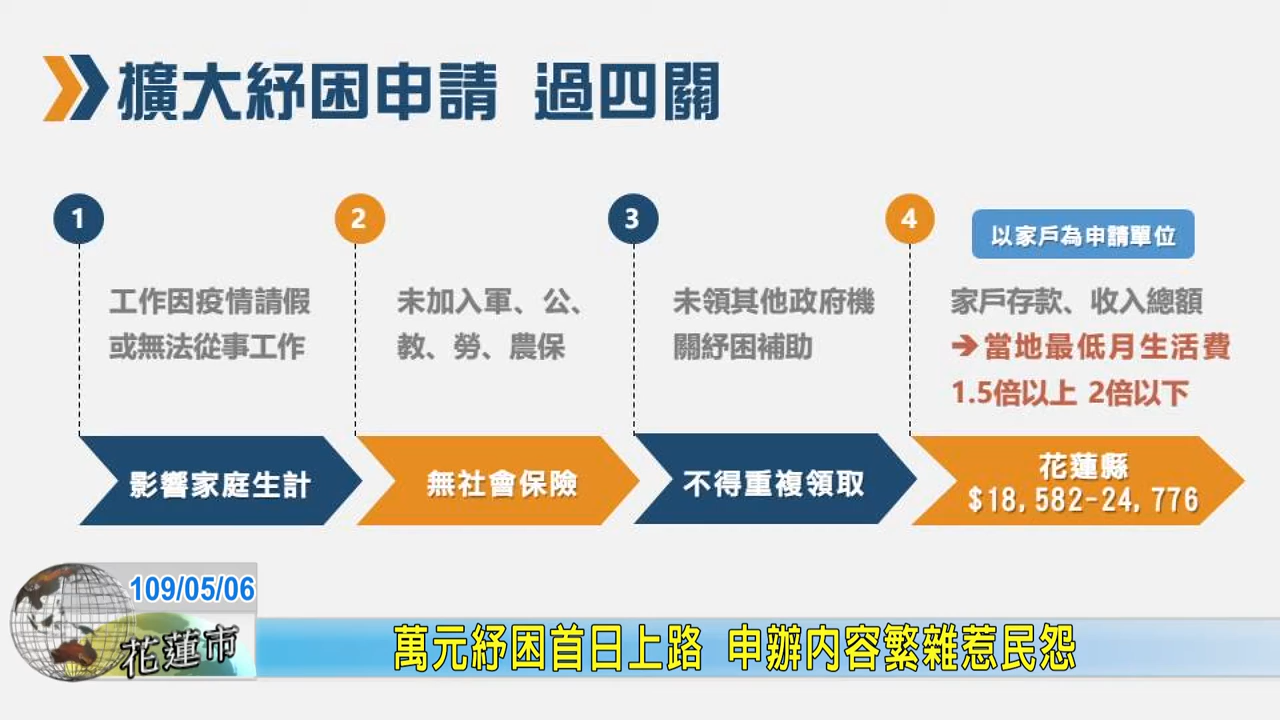 擴大紓困申請 過四關
1
工作因疫情請假
或無法從事工作
影響家庭生計
2
未加入軍、公、
教、勞、農保
無社會保險
3
未領其他政府機
關紓困補助
不得重複領取
4
以家戶為申請單位
家戶存款、收入總額
➔當地最低月生活費
1.5倍以上 2倍以下
花蓮縣
$18,582-24,776
109/05/06
花蓮市
萬元紓困首日上路 申辦內容繁雜惹民怨